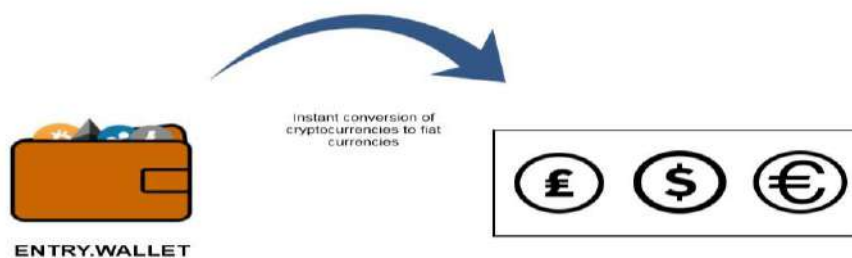 Instant conversion of
cryptocurrencies to fiat
currencies
£ $ €
ENTRY.WALLET